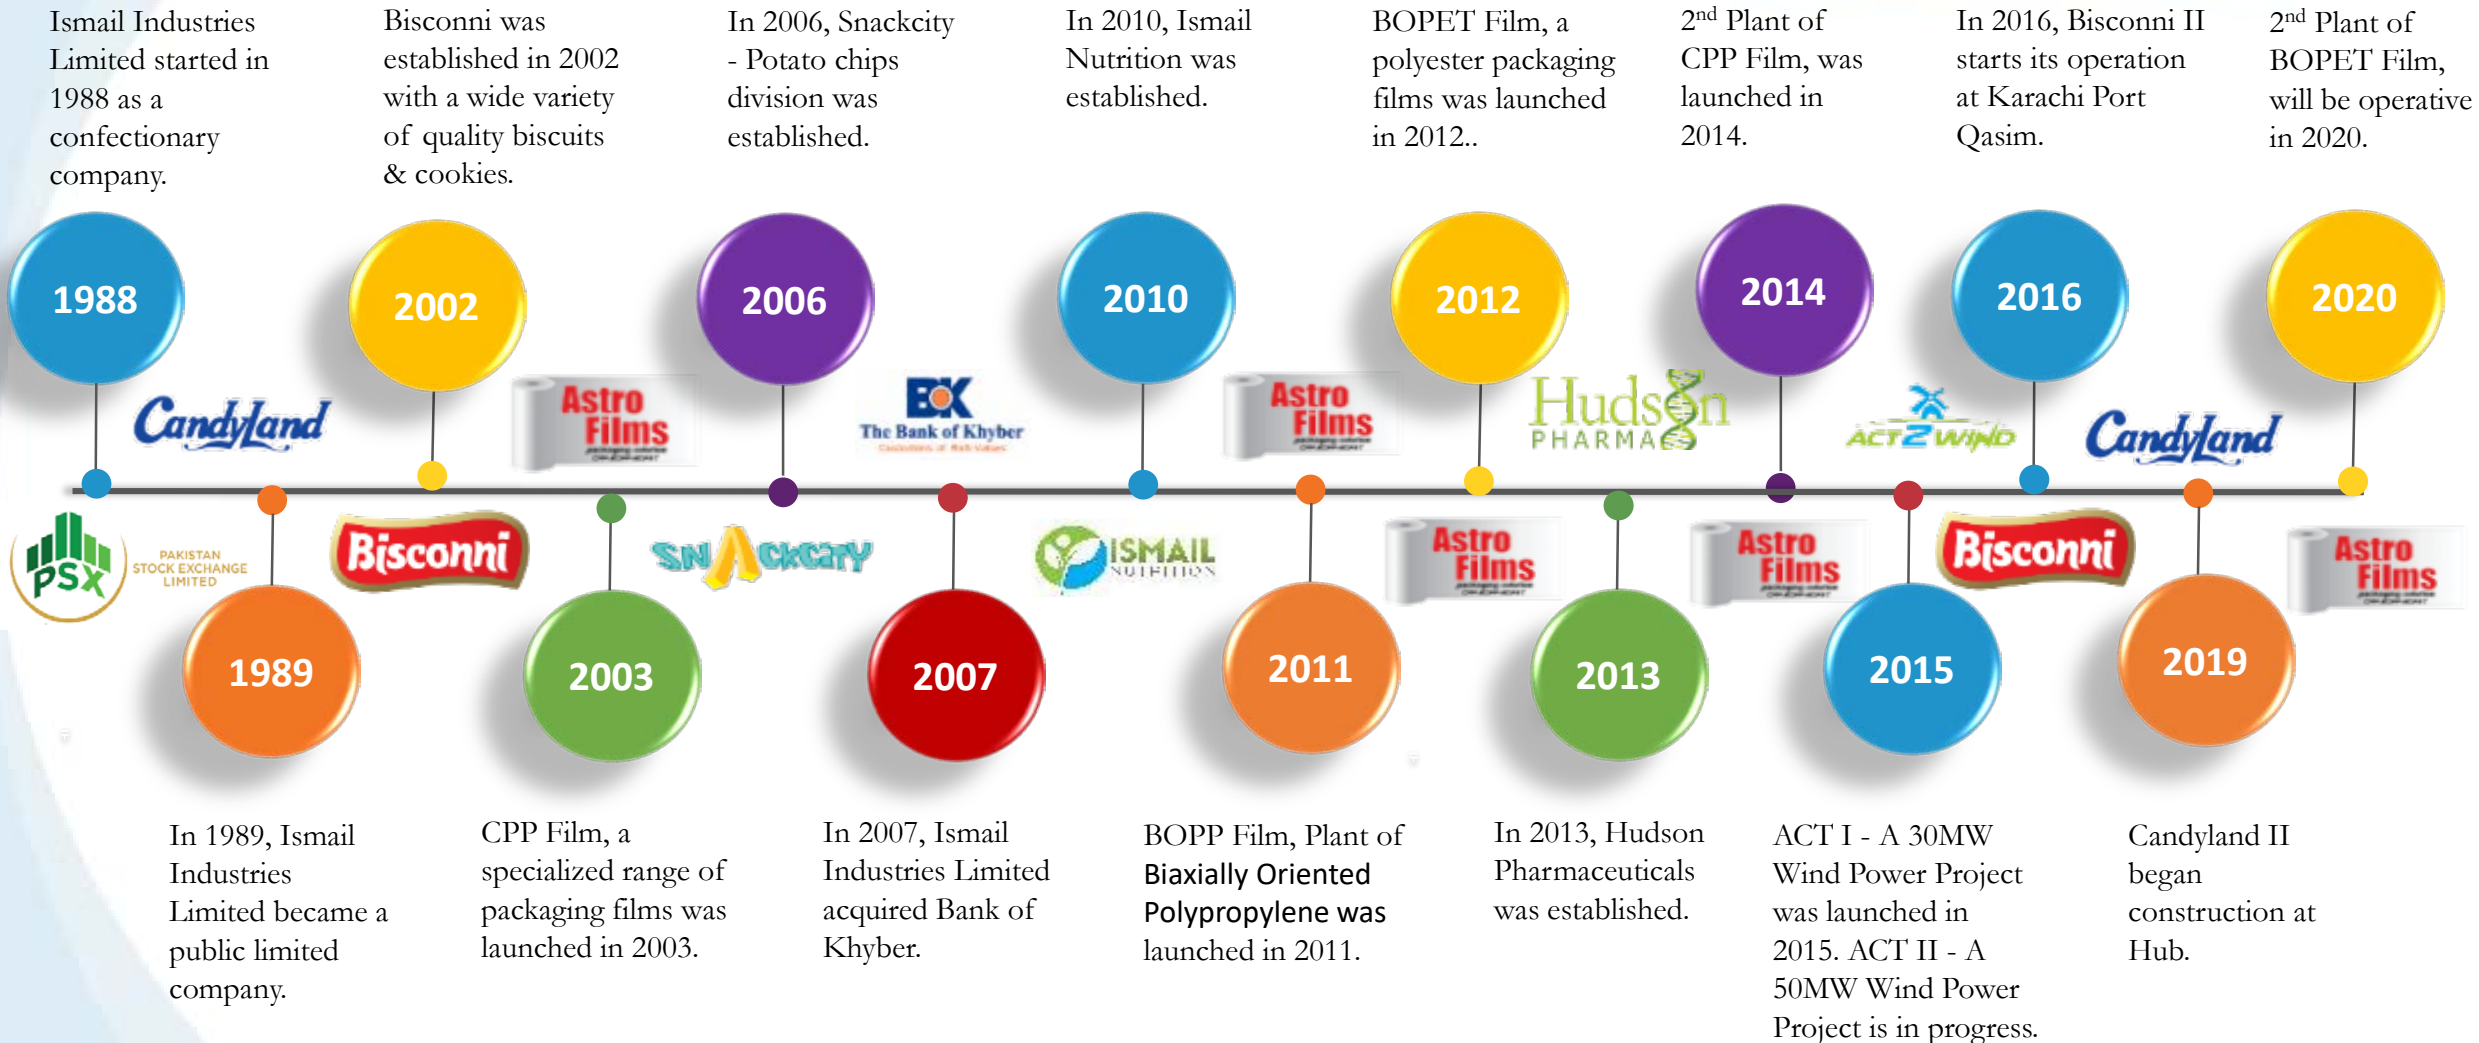 Ismail Industries
Limited started in
1988 as a
confectionary
company.
Bisconni was
established in 2002
with a wide variety
of quality biscuits
& cookies.
In 2006, Snackcity
- Potato chips
division was
established.
In 2010, Ismail
Nutrition was
established.
BOPET Film, a
polyester packaging
films was launched
in 2012..
2nd Plant of
CPP Film, was
launched in
2014.
In 2016, Bisconni II
starts its operation
at Karachi Port
Qasim.
2nd Plant of
BOPET Film,
will be operative
in 2020.
1988
2002
2006
2010
2012
2014
2016
2020
Candyland
Astro
Films
BK
The Bank of Khyber
Astro
Films
Hudson
PHARMA
ACT2WIND
Candyland
PSX
PAKISTAN
STOCK EXCHANGE
LIMITED
Bisconni
SNACKCITY
ISMAIL
NUTRITION
Astro
Films
Astro
Films
Bisconni
Astro
Films
1989
2003
2007
2011
2013
2015
2019
In 1989, Ismail
Industries
Limited became a
public limited
company.
CPP Film, a
specialized range of
packaging films was
launched in 2003.
In 2007, Ismail
Industries Limited
acquired Bank of
Khyber.
BOPP Film, Plant of
Biaxially Oriented
Polypropylene was
launched in 2011.
In 2013, Hudson
Pharmaceuticals
was established.
ACT I - A 30MW
Wind Power Project
was launched in
2015. ACT II - A
50MW Wind Power
Project is in progress.
Candyland II
began
construction at
Hub.